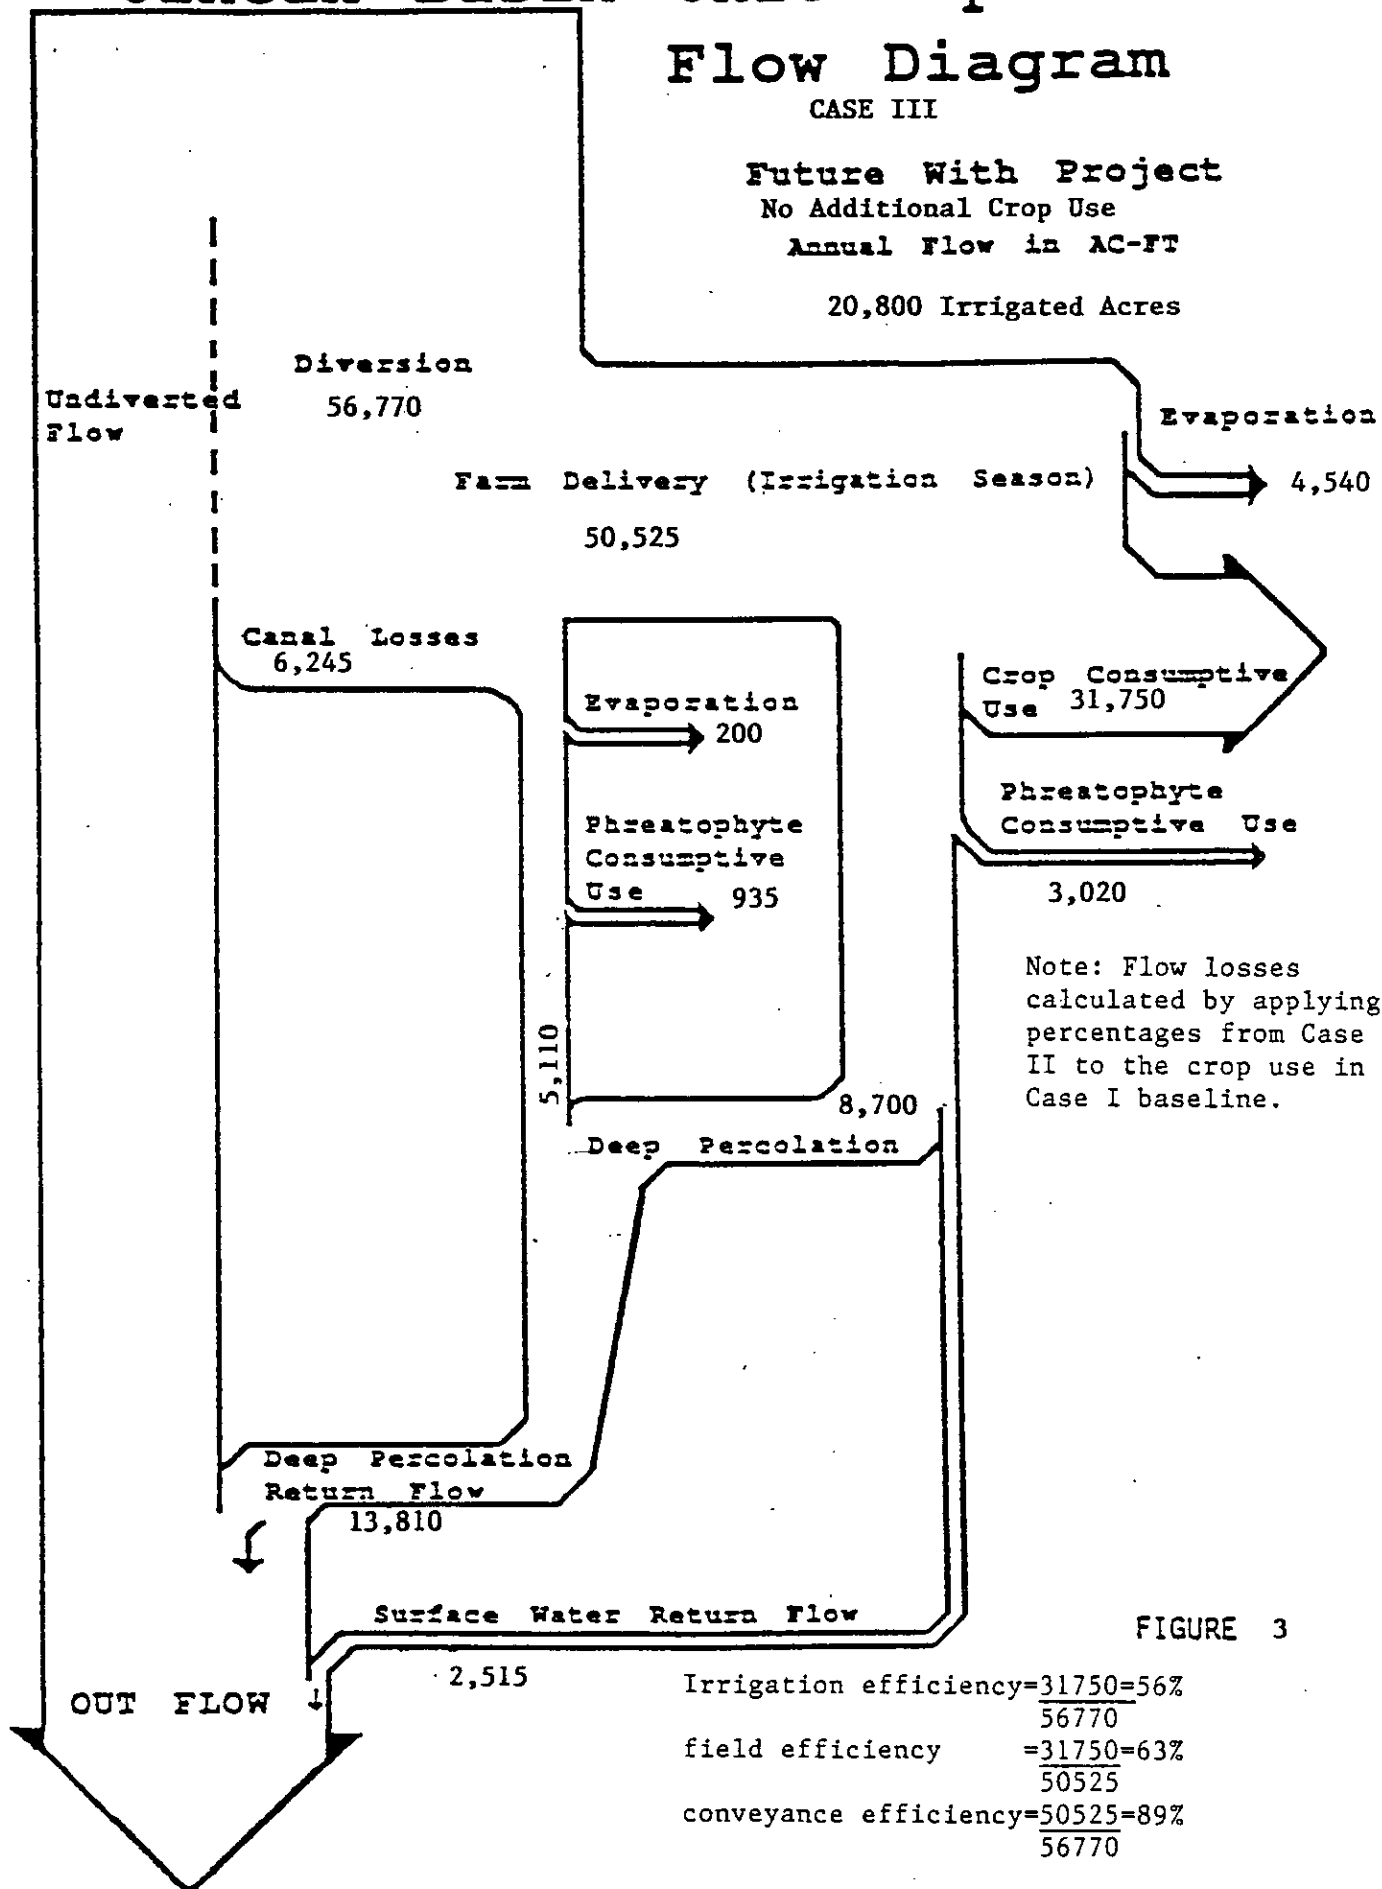 Flow Diagram
CASE III
Future With Project
No Additional Crop Use
Annual Flow in AC-FT
20,800 Irrigated Acres
Diversion
56,770
Undiverted
Flow
Evaporation
4,540
Farm Delivery (Irrigation Season)
50,525
Canal Losses
6,245
Evaporation
200
Crop Consumptive
Use 31,750
Phreatophyte
Consumptive
Use 935
Phreatophyte
Consumptive Use
3,020
Note: Flow losses
calculated by applying
percentages from Case
II to the crop use in
Case I baseline.
5,110
8,700
Deep Percolation
Deep Percolation
Return Flow
13,810
Surface Water Return Flow
2,515
OUT FLOW
FIGURE 3
Irrigation efficiency=31750=56%
56770
field efficiency =31750=63%
50525
conveyance efficiency=50525=89%
56770